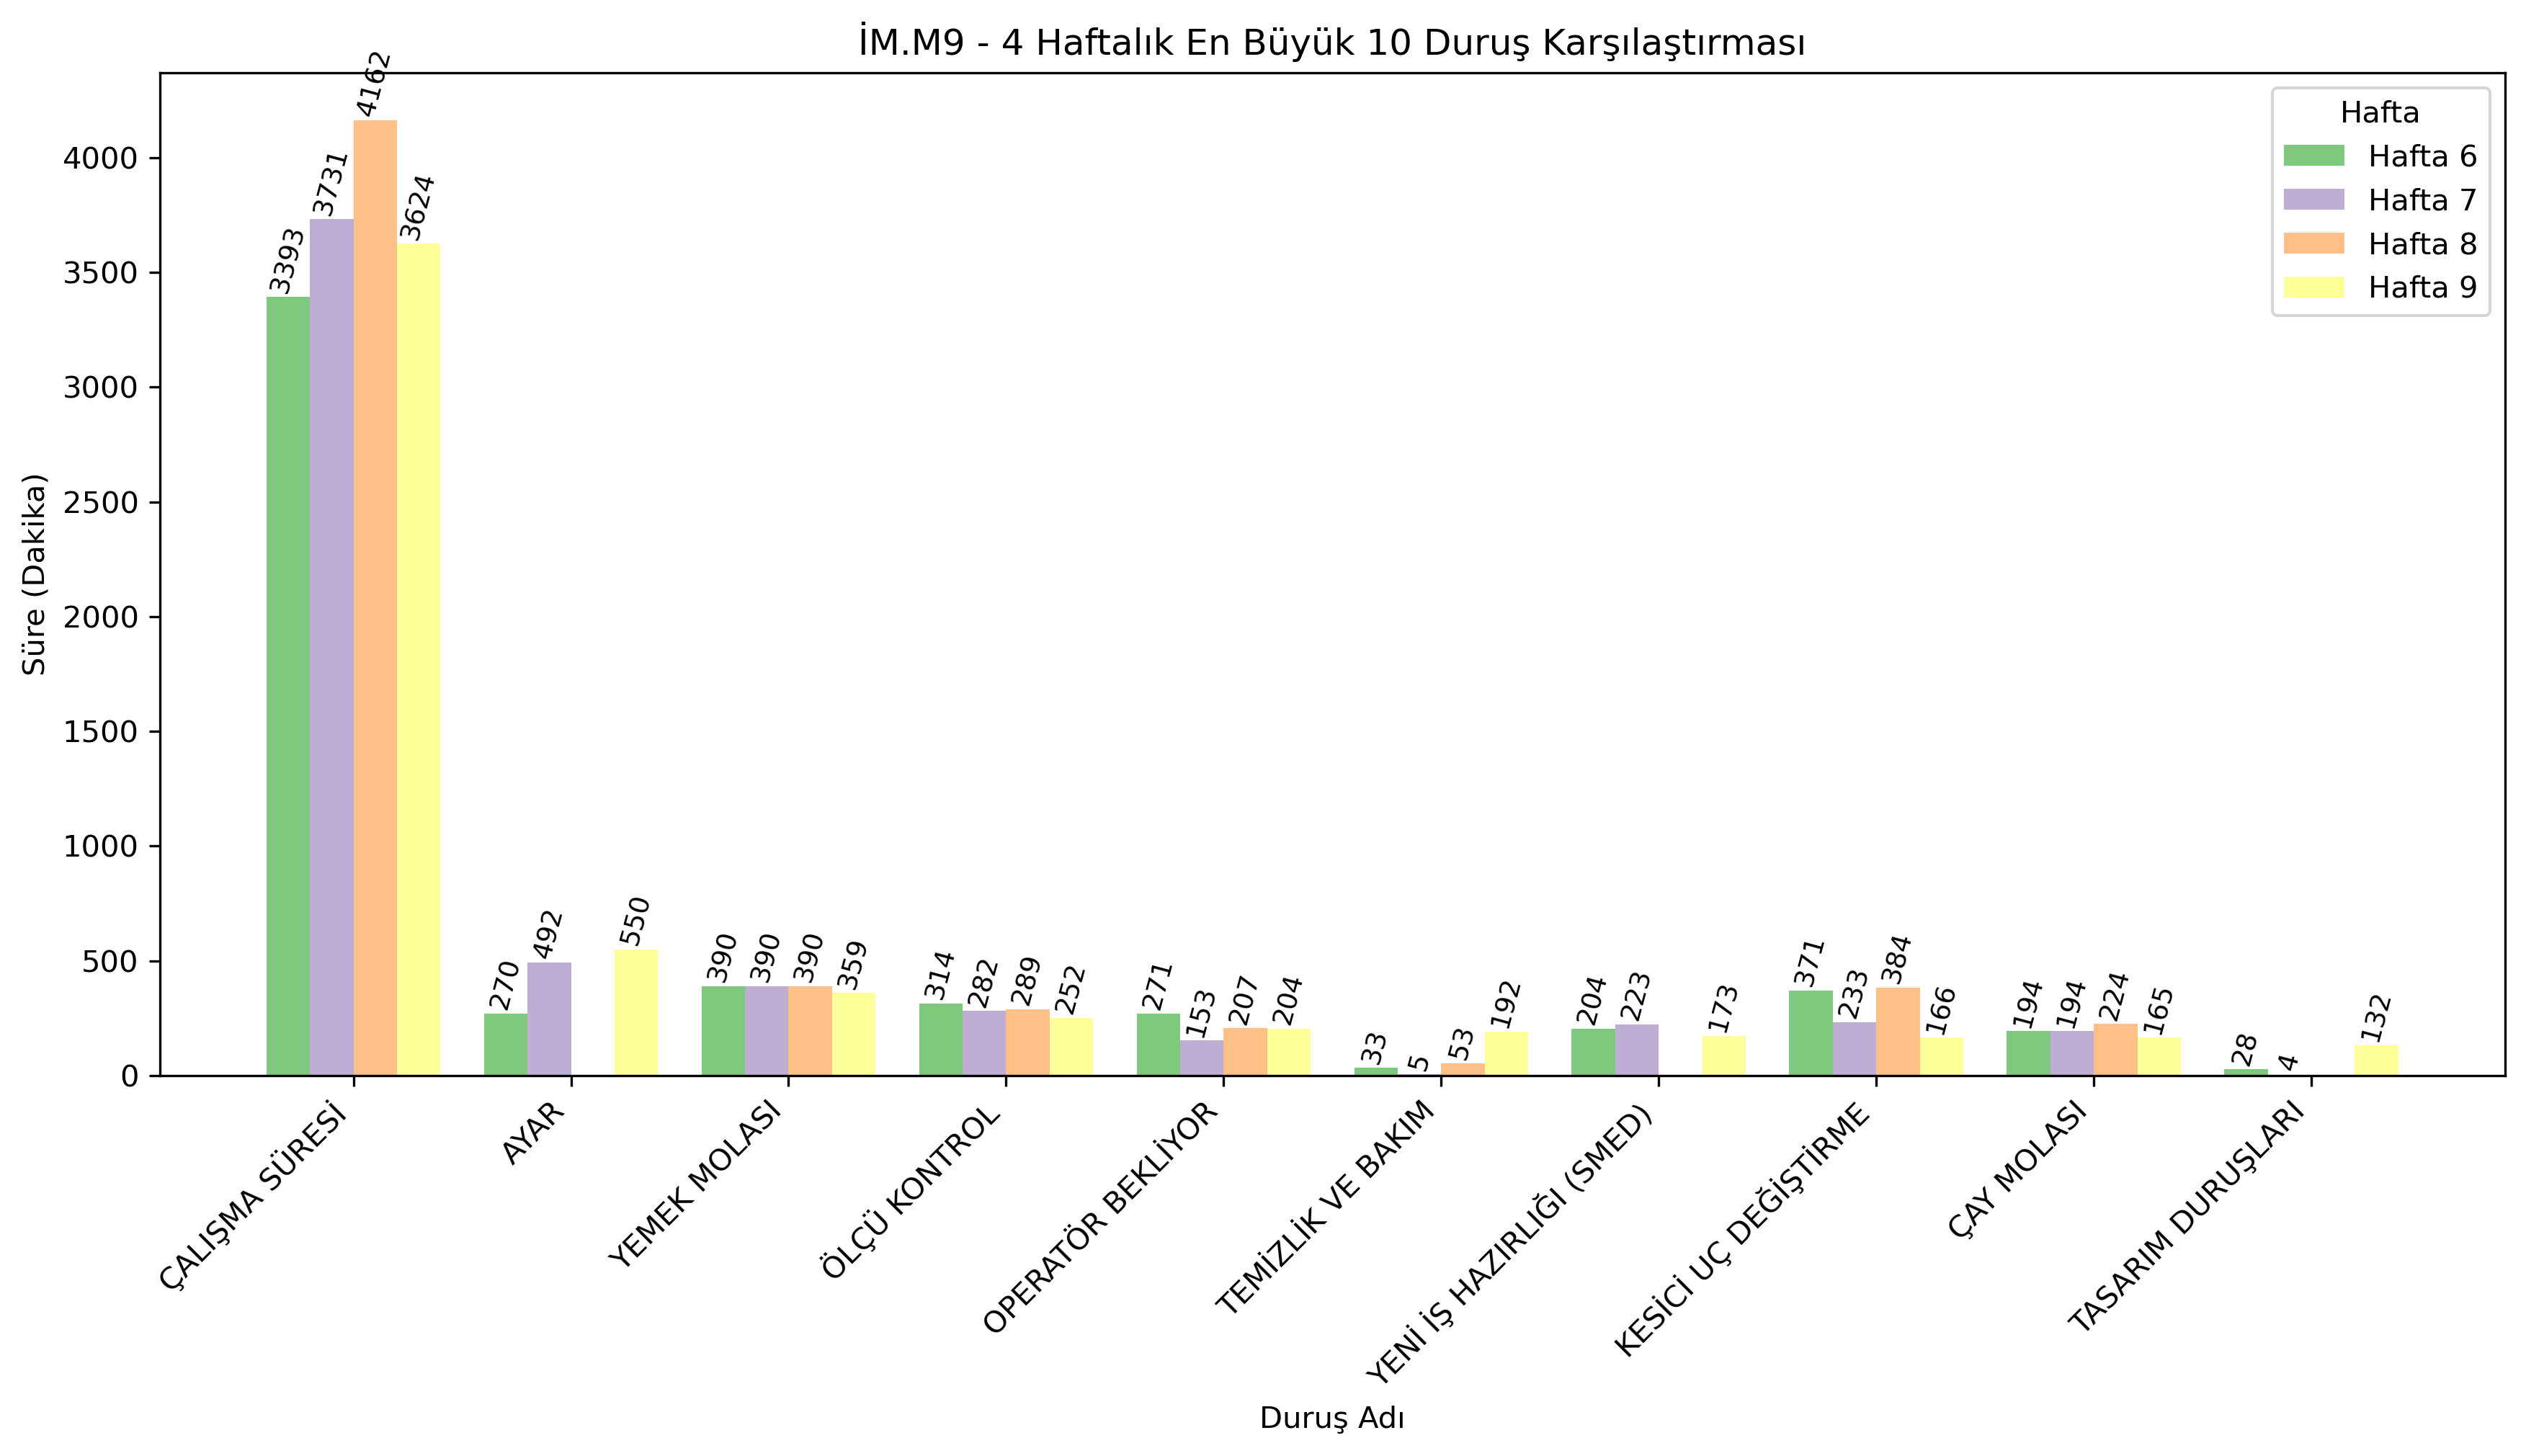 İM.M9 - 4 Haftalık En Büyük 10 Duruş Karşılaştırması
Hafta
Hafta 6
Hafta 7
Hafta 8
Hafta 9
Süre (Dakika)
4000
3500
3000
2500
2000
1500
1000
500
0
3393
3731
4162
3624
270
492
550
390
390
390
359
314
282
289
252
271
153
207
204
33
5
53
192
204
223
173
371
233
384
166
194
194
224
165
28
4
132
ÇALIŞMA SÜRESİ
AYAR
YEMEK MOLASI
ÖLÇÜ KONTROL
OPERATÖR BEKLİYOR
TEMİZLİK VE BAKIM
YENİ İŞ HAZIRLIĞI (SMED)
KESİCİ UÇ DEĞİŞTİRME
ÇAY MOLASI
TASARIM DURUŞLARI
Duruş Adı